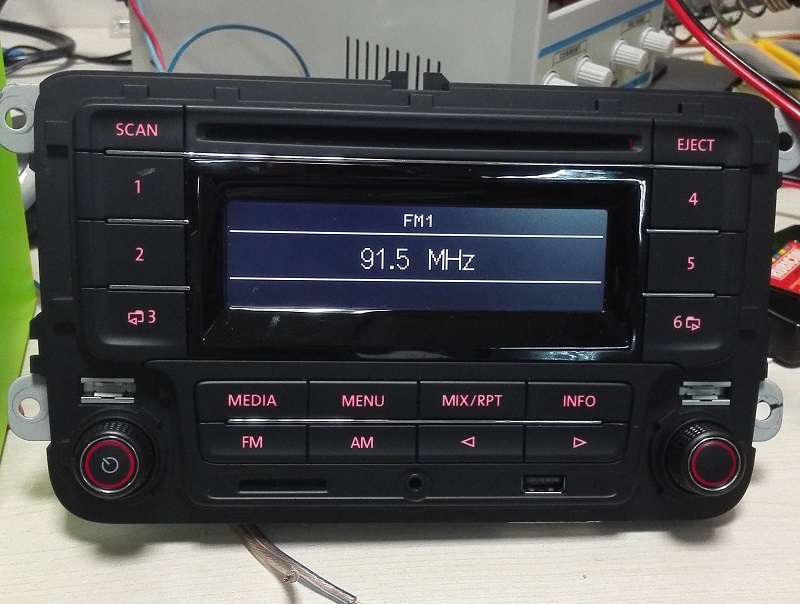 CURRENT
SCAN
EJECT
1
4
FM1
91.5 MHz
2
5
3
6
MEDIA
MENU
MIX/RPT
INFO
FM
AM